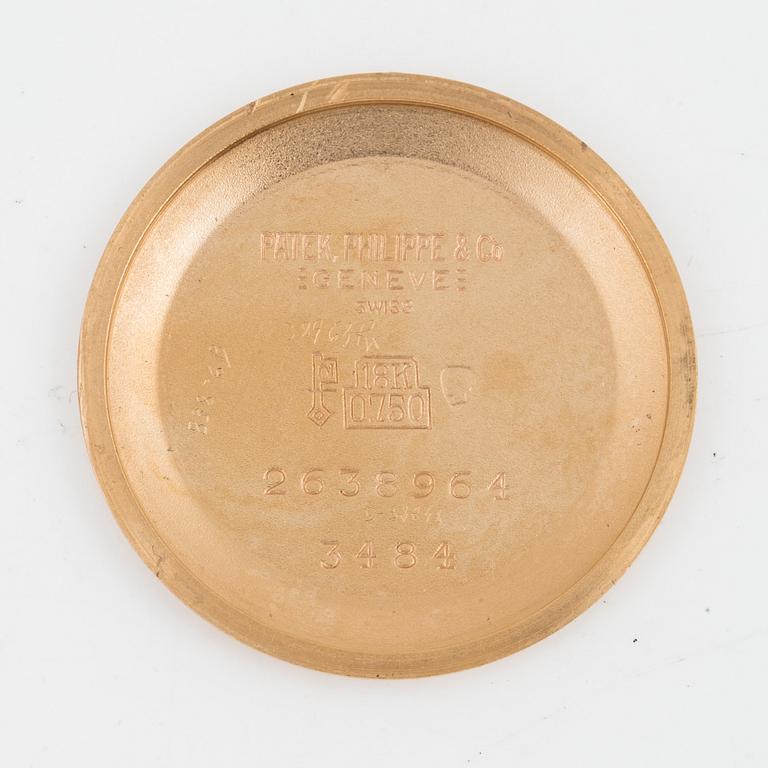 PATEK, PHILIPPE & Co
GENEVE
SWISS
18K
0.750
2638964
3484